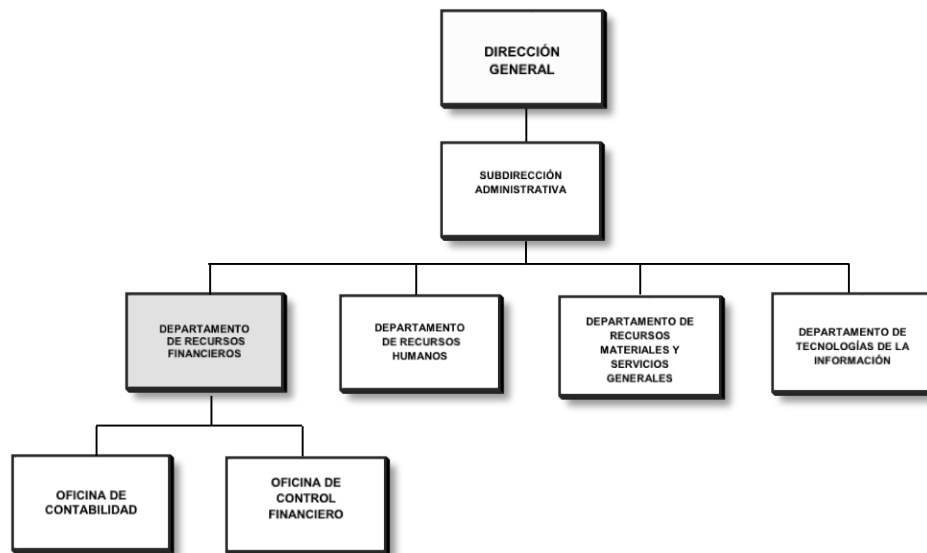 DIRECCIÓN
GENERAL
SUBDIRECCIÓN
ADMINISTRATIVA
DEPARTAMENTO
DE RECURSOS
FINANCIEROS
DEPARTAMENTO
DE RECURSOS
HUMANOS
DEPARTAMENTO DE
RECURSOS
MATERIALES Y
SERVICIOS
GENERALES
DEPARTAMENTO DE
TECNOLOGÍAS DE LA
INFORMACIÓN
OFICINA DE
CONTABILIDAD
OFICINA DE
CONTROL
FINANCIERO